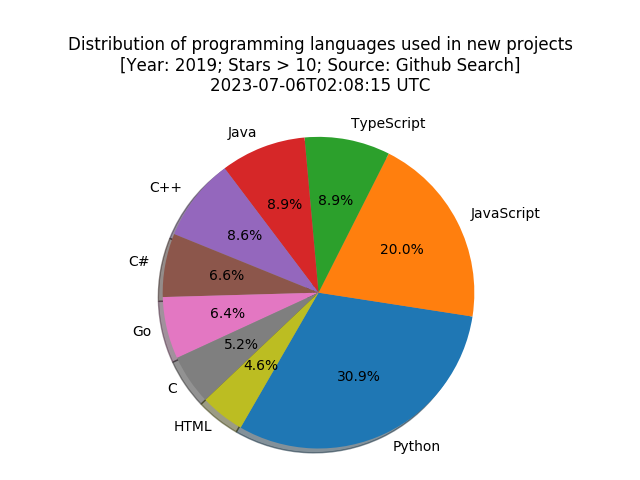 Distribution of programming languages used in new projects
[Year: 2019; Stars > 10; Source: Github Search]
2023-07-06T02:08:15 UTC
TypeScript
Java
C++
JavaScript
8.9%
8.9%
8.6%
20.0%
C#
6.6%
6.4%
Go
5.2%
4.6%
30.9%
C
HTML
Python